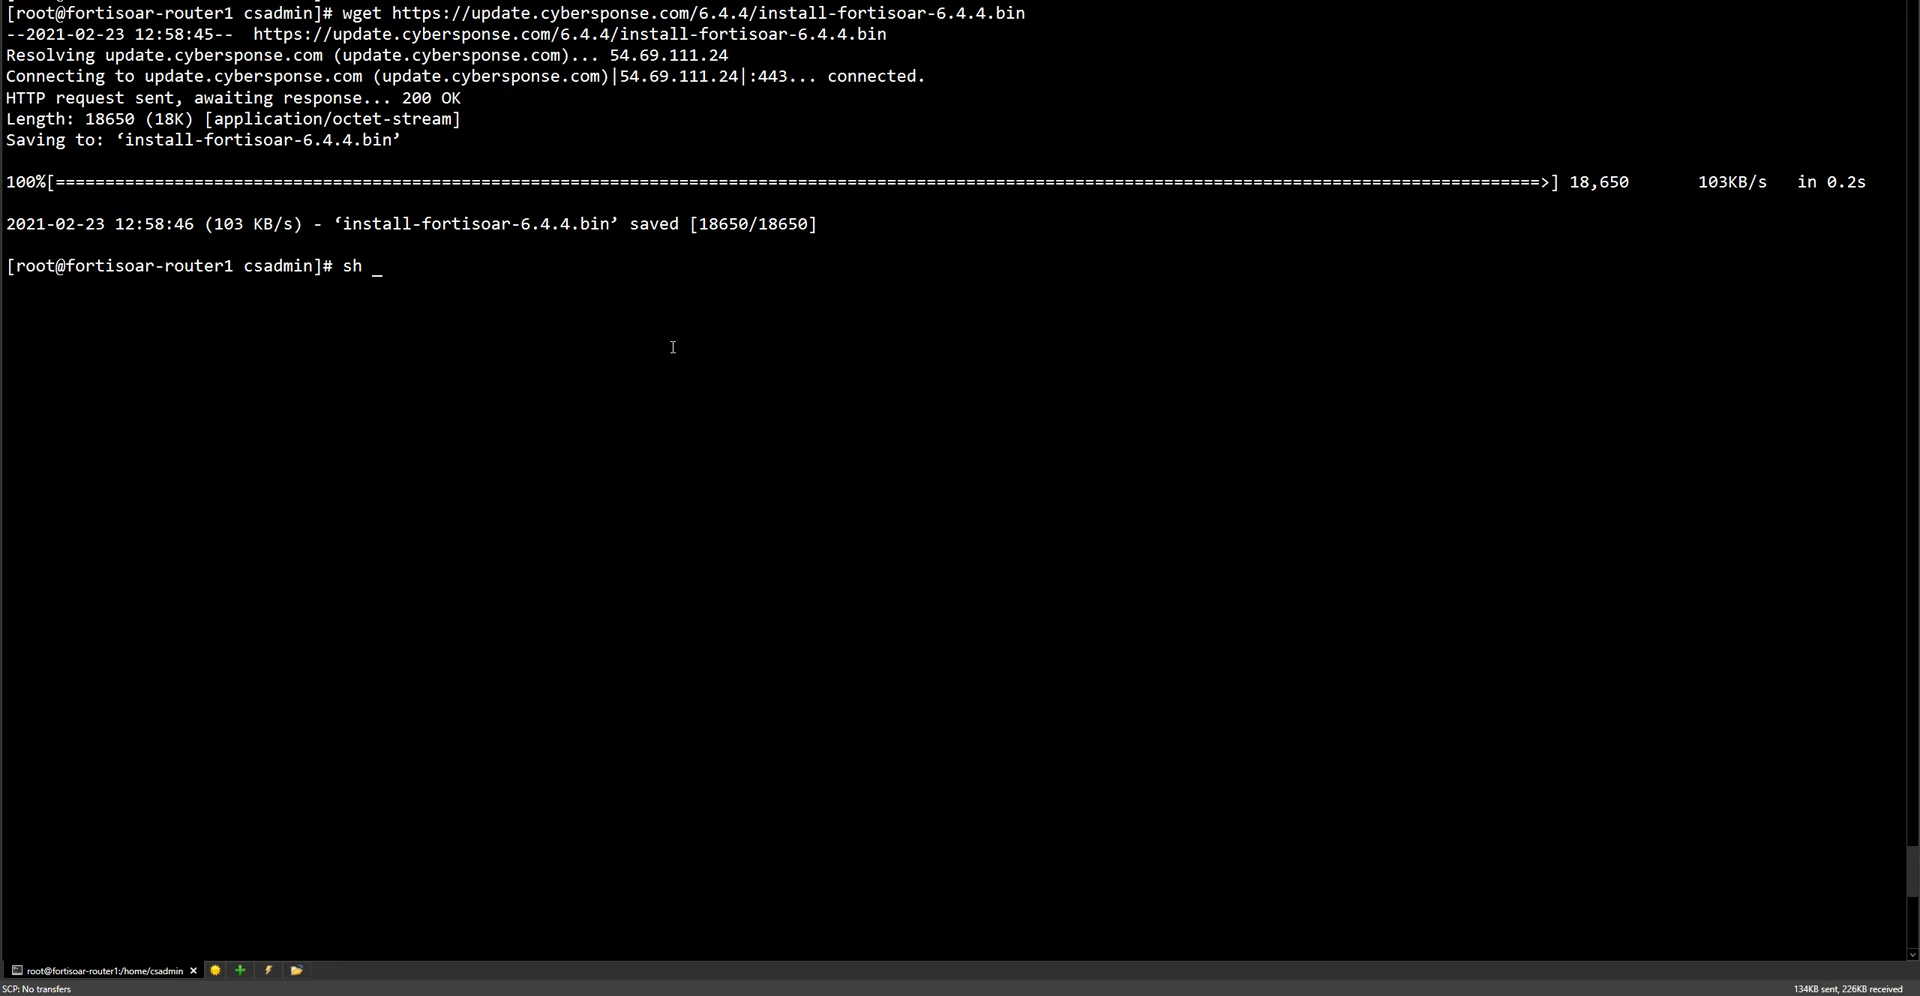 [root@fortisoar-router1 csadmin]# wget https://update.cybersponse.com/6.4.4/install-fortisoar-6.4.4.bin
--2021-02-23 12:58:45--  https://update.cybersponse.com/6.4.4/install-fortisoar-6.4.4.bin
Resolving update.cybersponse.com (update.cybersponse.com)... 54.69.111.24
Connecting to update.cybersponse.com (update.cybersponse.com)|54.69.111.24|:443... connected.
HTTP request sent, awaiting response... 200 OK
Length: 18650 (18K) [application/octet-stream]
Saving to: ‘install-fortisoar-6.4.4.bin’
100%[======================================================================================================================================================>] 18,650      103KB/s   in 0.2s
2021-02-23 12:58:46 (103 KB/s) - ‘install-fortisoar-6.4.4.bin’ saved [18650/18650]
[root@fortisoar-router1 csadmin]# sh _
root@fortisoar-router1:/home/csadmin
SCP: No transfers
134KB sent, 226KB received